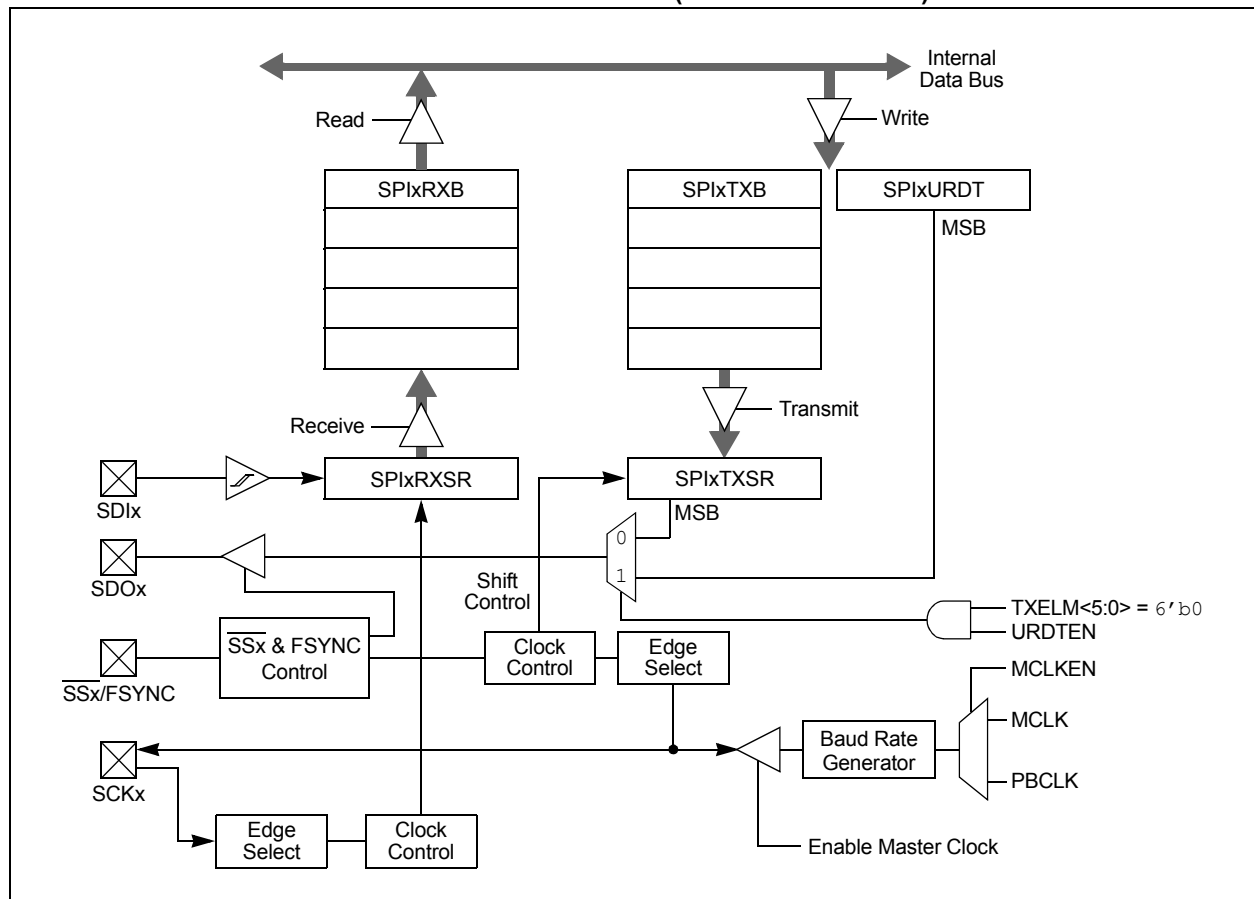 Internal
Data Bus
Read
Write
SPIxRXB
SPIxTXB
SPIxURDT
MSB
Receive
Transmit
SPIxRXSR
SPIxTXSR
SDIx
MSB
0
SDOx
1
Shift
Control
TXELM<5:0> = 6'b0
URDTEN
SSx & FSYNC
Control
Clock
Control
Edge
Select
SSx/FSYNC
MCLKEN
MCLK
Baud Rate
Generator
PBCLK
SCKx
Edge
Select
Clock
Control
Enable Master Clock